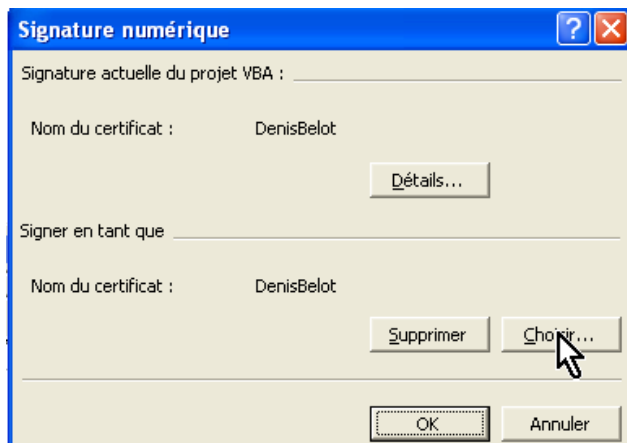 Signature numérique
Signature actuelle du projet VBA :
Nom du certificat : DenisBelot
Détails...
Signer en tant que
Nom du certificat : DenisBelot
Supprimer Choisir...
OK Annuler